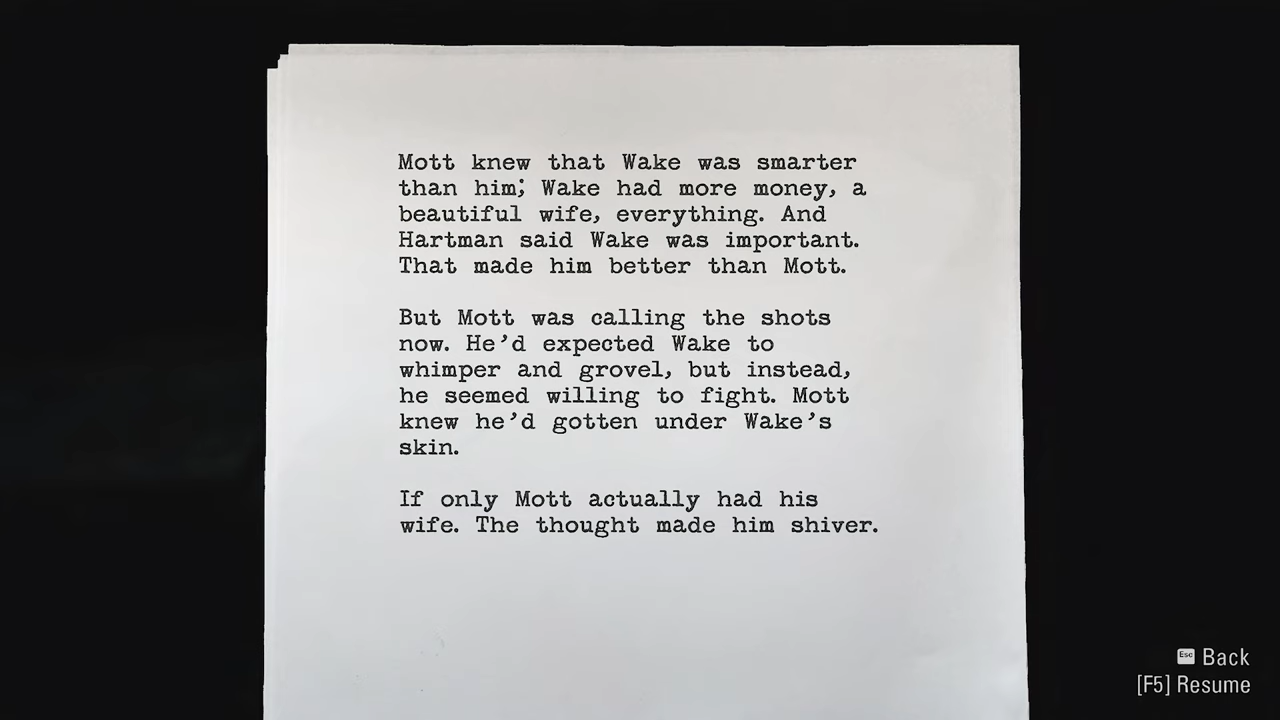 Mott knew that Wake was smarter
than him; Wake had more money, a
beautiful wife, everything. And
Hartman said Wake was important.
That made him better than Mott.
But Mott was calling the shots
now. He’d expected Wake to
whimper and grovel, but instead,
he seemed willing to fight. Mott
knew he’d gotten under Wake’s
skin.
If only Mott actually had his
wife. The thought made him shiver.
Esc Back
[F5] Resume